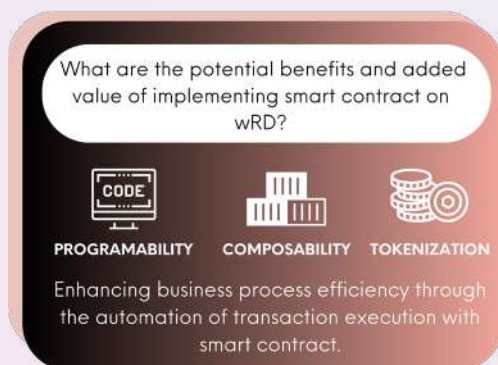 What are the potential benefits and added
value of implementing smart contract on
wRD?
CODE
PROGRAMABILITY COMPOSABILITY TOKENIZATION
Enhancing business process efficiency through
the automation of transaction execution with
smart contract.